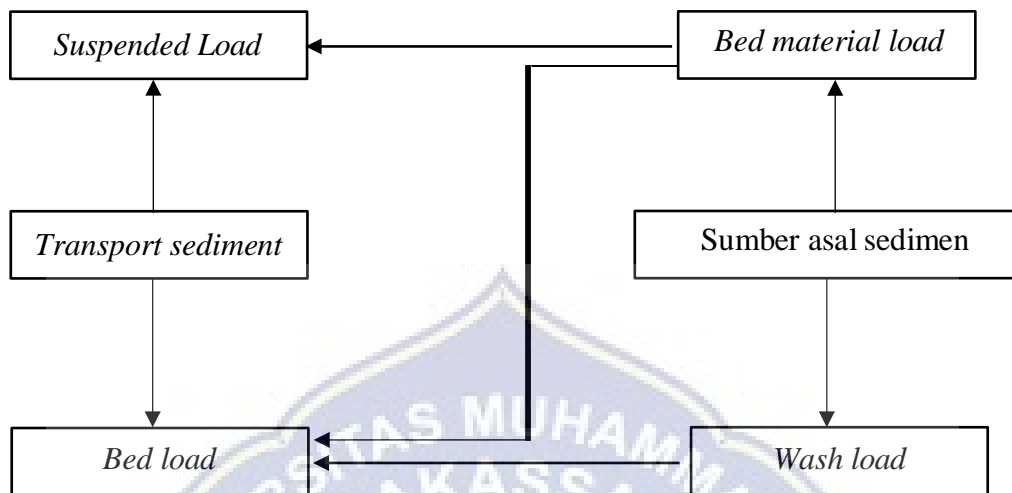 Suspended Load
Bed material load
Transport sediment
Sumber asal sedimen
Bed load
Wash load